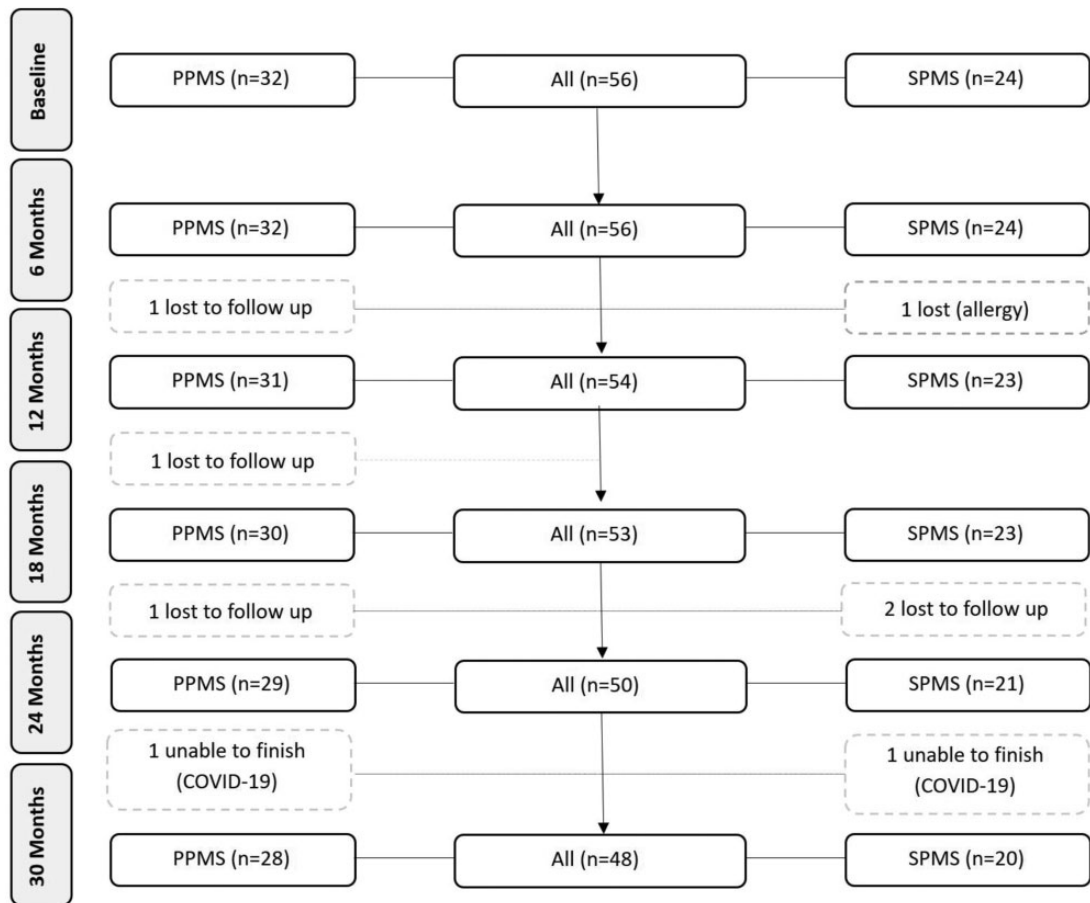 Baseline
PPMS (n=32)
All (n=56)
SPMS (n=24)
6 Months
PPMS (n=32)
All (n=56)
SPMS (n=24)
1 lost to follow up
1 lost (allergy)
12 Months
PPMS (n=31)
All (n=54)
SPMS (n=23)
1 lost to follow up
18 Months
PPMS (n=30)
All (n=53)
SPMS (n=23)
1 lost to follow up
2 lost to follow up
24 Months
PPMS (n=29)
All (n=50)
SPMS (n=21)
1 unable to finish
(COVID-19)
1 unable to finish
(COVID-19)
30 Months
PPMS (n=28)
All (n=48)
SPMS (n=20)